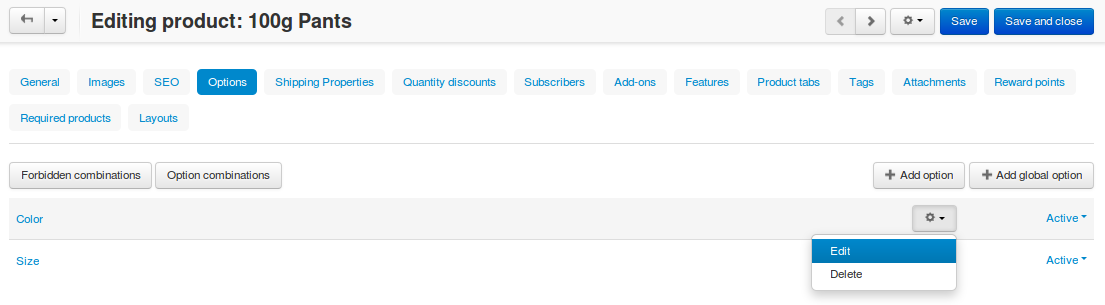 Editing product: 100g Pants
Save
Save and close
General
Images
SEO
Options
Shipping Properties
Quantity discounts
Subscribers
Add-ons
Features
Product tabs
Tags
Attachments
Reward points
Required products
Layouts
Forbidden combinations
Option combinations
Add option
Add global option
Color
Active
Edit
Size
Active
Delete